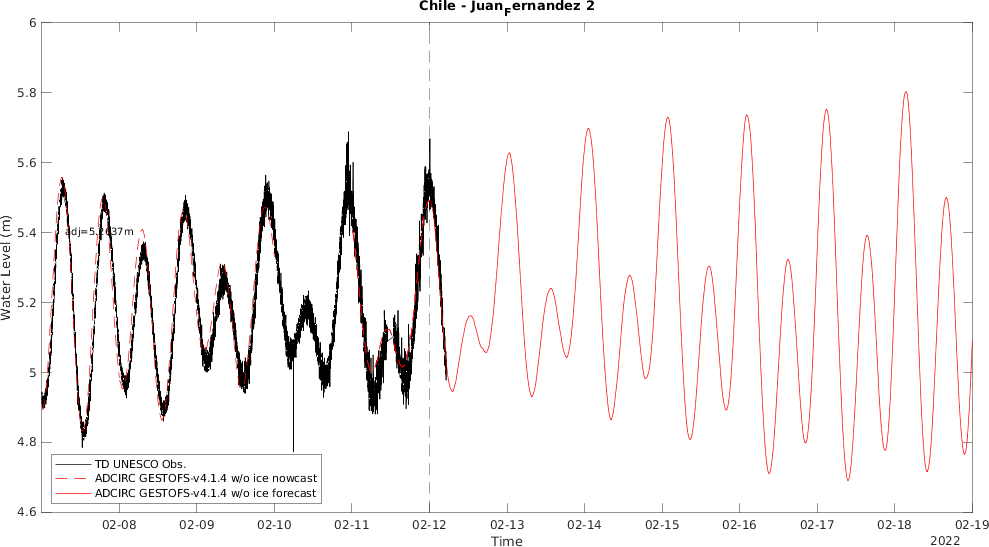 Chile - Juan_Fernandez 2
Water Level (m)
6
5.8
5.6
5.4
5.2
5
4.8
4.6
adj=5.2637m
TD UNESCO Obs.
ADCIRC GESTOFS-v4.1.4 w/o ice nowcast
ADCIRC GESTOFS-v4.1.4 w/o ice forecast
02-08 02-09 02-10 02-11 02-12 02-13 02-14 02-15 02-16 02-17 02-18 02-19
Time
2022